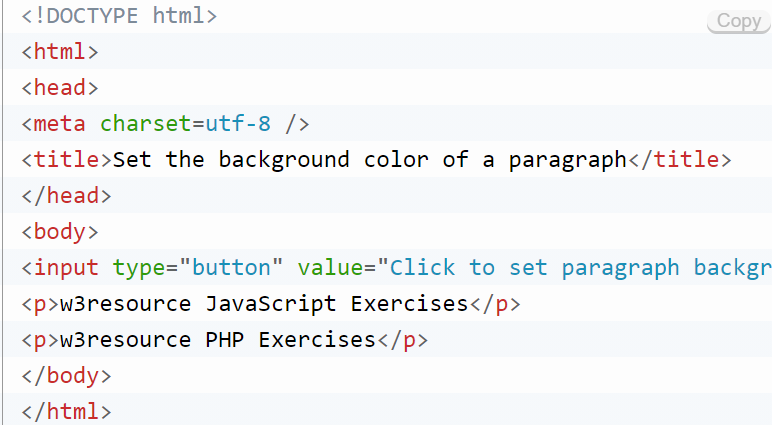 <!DOCTYPE html>
Copy
<html>
<head>
<meta charset=utf-8 />
<title>Set the background color of a paragraph</title>
</head>
<body>
<input type="button" value="Click to set paragraph backgr
<p>w3resource JavaScript Exercises</p>
<p>w3resource PHP Exercises</p>
</body>
</html>